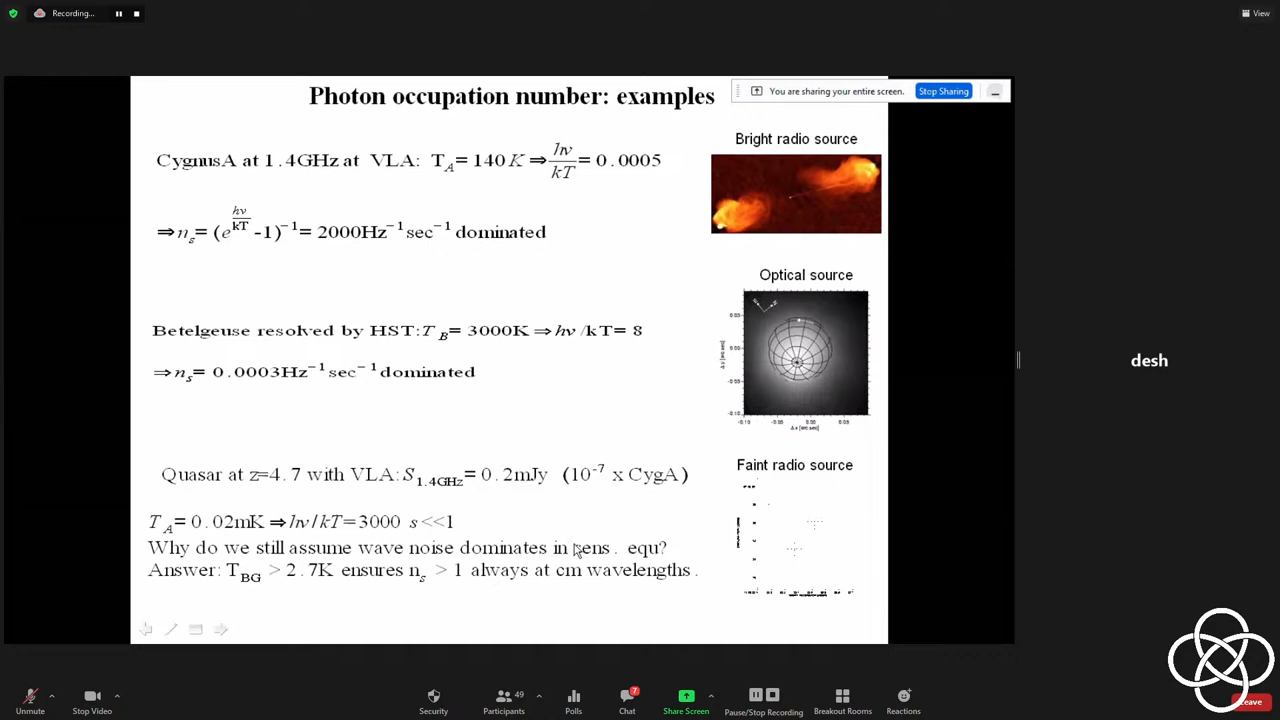 Recording...
View
Photon occupation number: examples
You are sharing your entire screen.
Stop Sharing
CygnusA at 1.4GHz at VLA: T_A = 140 K ⇒ hν/kT = 0.0005
⇒ n_s = (e^(hν/kT) -1)^-1 = 2000Hz^-1 sec^-1 dominated
Bright radio source
Optical source
Betelgeuse resolved by HST: T_B = 3000K ⇒ hν /kT= 8
⇒ n_s = 0.0003Hz^-1 sec^-1 dominated
desh
Quasar at z=4.7 with VLA: S_1.4GHz = 0.2mJy (10^-7 x CygA)
Faint radio source
T_A = 0.02mK ⇒ hν/kT=3000 s <<1
Why do we still assume wave noise dominates in sens. equ?
Answer: T_BG > 2.7K ensures n_s > 1 always at cm wavelengths.
Unmute
Stop Video
Security
Participants
49
Polls
Chat
7
Share Screen
Pause/Stop Recording
Breakout Rooms
Reactions
Leave